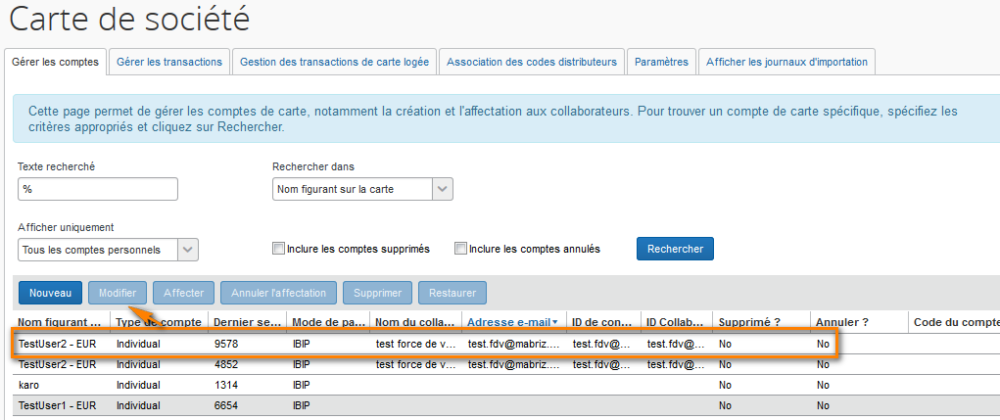 Carte de société
Gérer les comptes Gérer les transactions Gestion des transactions de carte logée Association des codes distributeurs Paramètres Afficher les journaux d'importation
Cette page permet de gérer les comptes de carte, notamment la création et l'affectation aux collaborateurs. Pour trouver un compte de carte spécifique, spécifiez les
critères appropriés et cliquez sur Rechercher.
Texte recherché Rechercher dans
% Nom figurant sur la carte
Afficher uniquement
Tous les comptes personnels Inclure les comptes supprimés Inclure les comptes annulés Rechercher
Nouveau Modifier Affecter Annuler l'affectation Supprimer Restaurer
Nom figurant ... Type de compte Dernier se... Mode de pa... Nom du colla... Adresse e-mail ID de con... ID Collab... Supprimé ? Annuler ? Code du compte
TestUser2 - EUR Individual 9578 IBIP test force de v... test.fdv@mabriz.... test.fdv@... test.fdv@... No No
TestUser2 - EUR Individual 4852 IBIP test force de v... test.fdv@mabriz.... test.fdv@... test.fdv@... No No
karo Individual 1314 IBIP No No
TestUser1 - EUR Individual 6654 IBIP No No